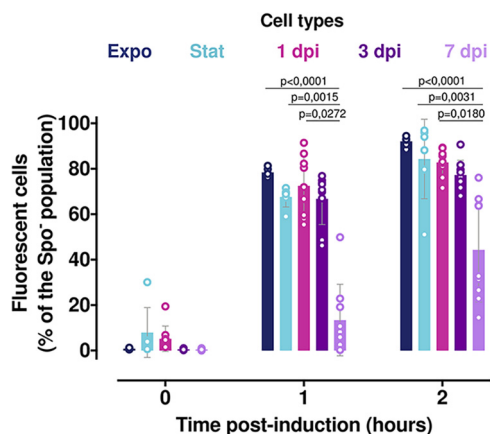 Cell types
Expo Stat 1 dpi 3 dpi 7 dpi
p<0,0001 p<0,0001
p=0,0015 p=0,0031
p=0,0272 p=0,0180
100
80
60
40
20
0
Fluorescent cells
(% of the Spo⁻ population)
0 1 2
Time post-induction (hours)